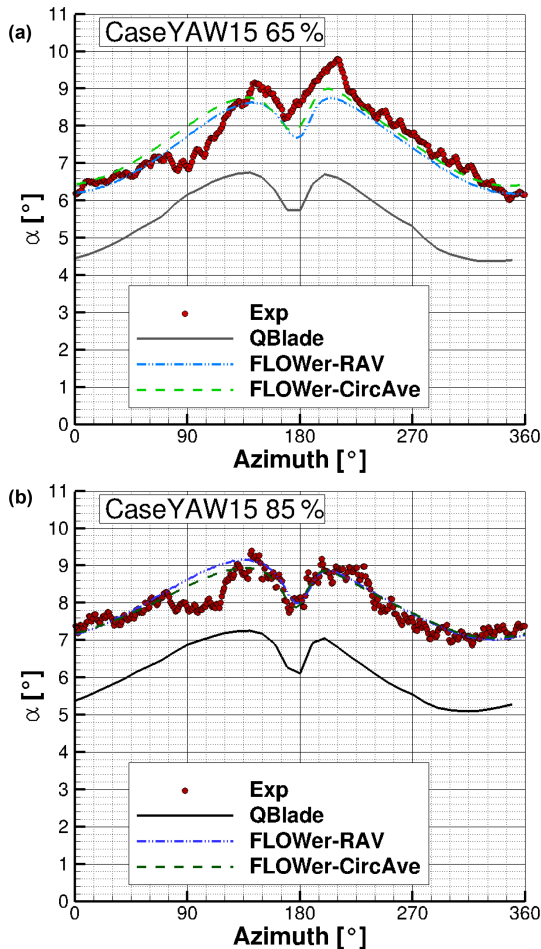 (a)
CaseYAW15 65 %
11
10
9
8
7
6
5
4
3
2
1
0
α [°]
Exp
QBlade
FLOWer-RAV
FLOWer-CircAve
0 90 180 270 360
Azimuth [°]
(b)
CaseYAW15 85 %
11
10
9
8
7
6
5
4
3
2
1
0
α [°]
Exp
QBlade
FLOWer-RAV
FLOWer-CircAve
0 90 180 270 360
Azimuth [°]